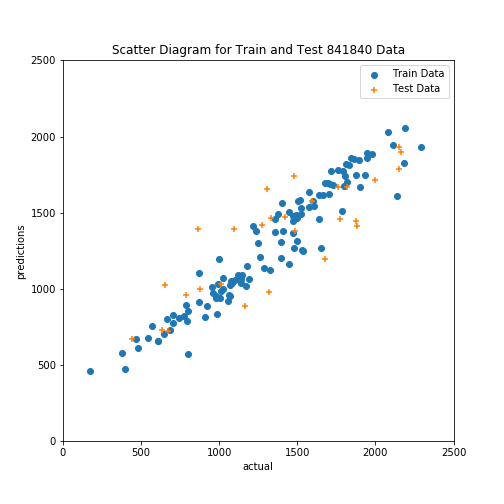 Scatter Diagram for Train and Test 841840 Data
Train Data
Test Data
2500
2000
1500
1000
500
0
predictions
0 500 1000 1500 2000 2500
actual